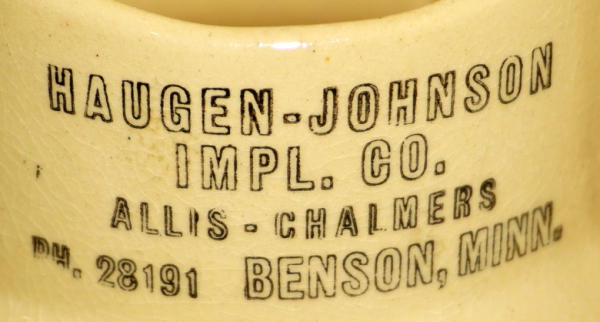 HAUGEN-JOHNSON
IMPL. CO.
ALLIS-CHALMERS
PH. 28191 BENSON, MINN.